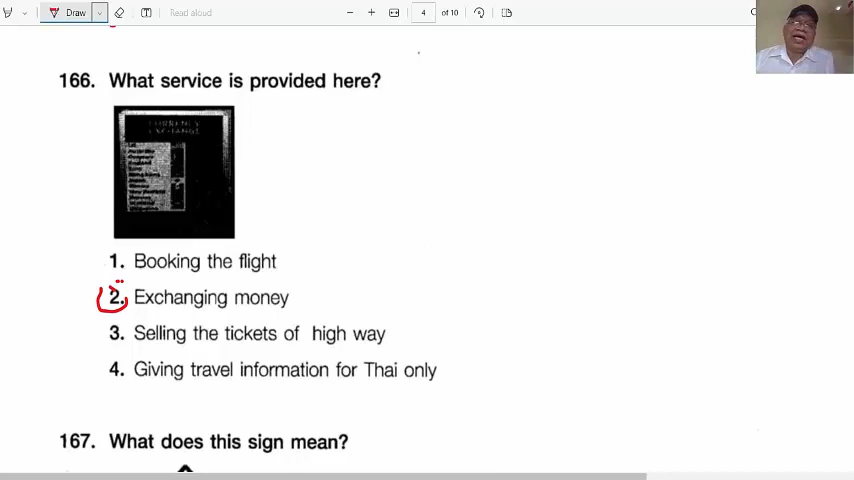 Draw
Read aloud
4 of 10
166. What service is provided here?
CURRENCY
EXCHANGE
1. Booking the flight
2. Exchanging money
3. Selling the tickets of high way
4. Giving travel information for Thai only
167. What does this sign mean?